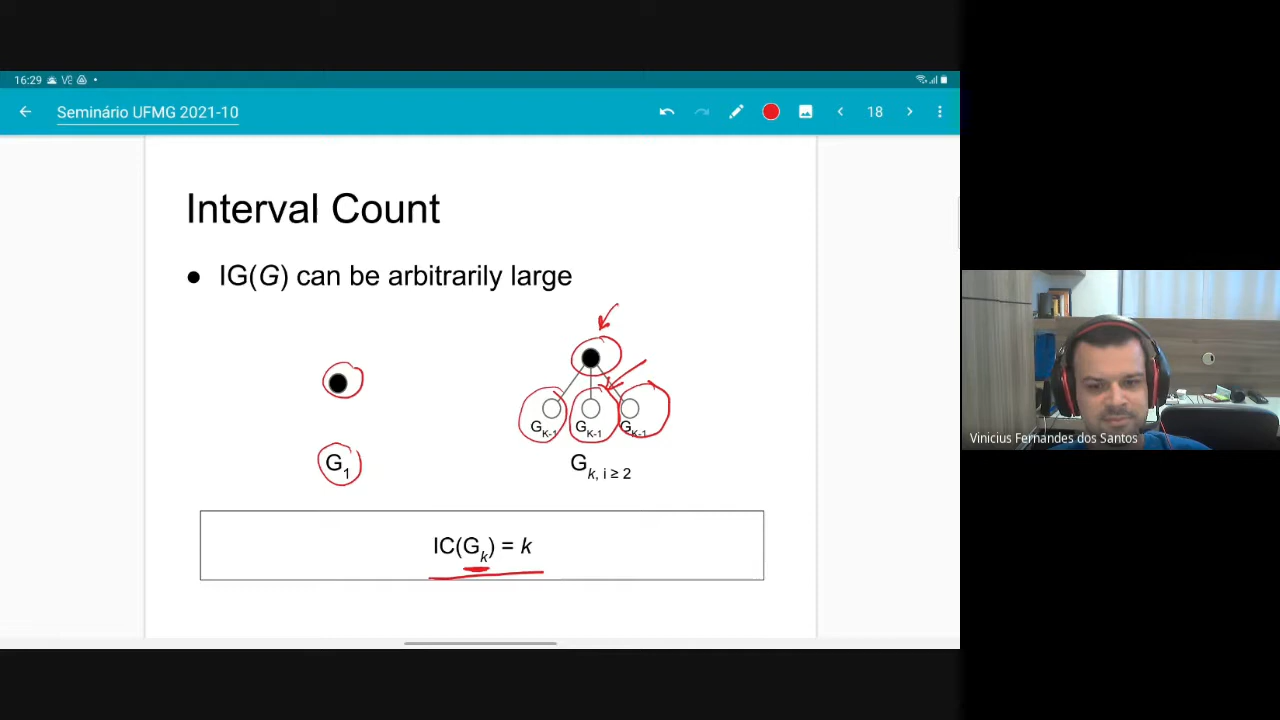 16:29
Seminário UFMG 2021-10
18
Interval Count
● IG(G) can be arbitrarily large
G1
GK-1 GK-1 GK-1
Gk, i ≥ 2
IC(Gk) = k
Vinicius Fernandes dos Santos